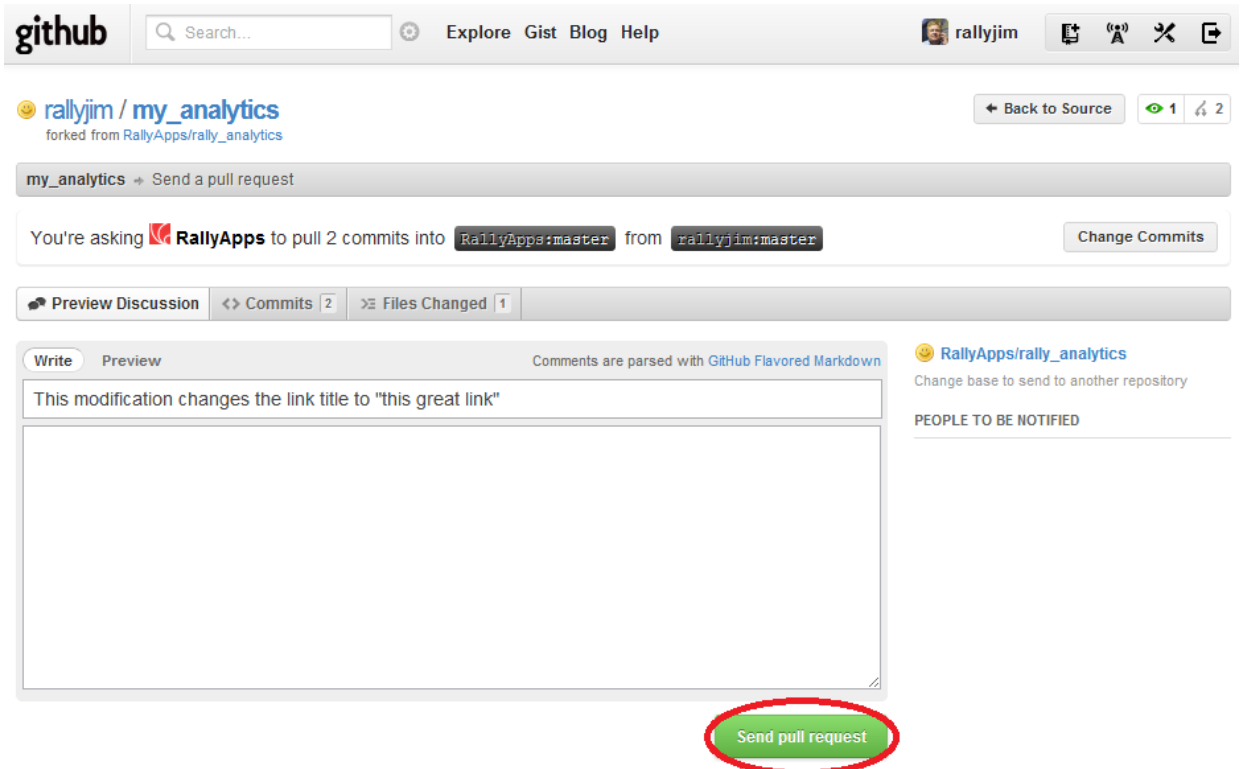 github Search... Explore Gist Blog Help rallyjim
rallyjim / my_analytics Back to Source 1 2
forked from RallyApps/rally_analytics
my_analytics Send a pull request
You're asking RallyApps to pull 2 commits into RallyApps:master from rallyjim:master Change Commits
Preview Discussion Commits 2 Files Changed 1
Write Preview Comments are parsed with GitHub Flavored Markdown
This modification changes the link title to "this great link"
RallyApps/rally_analytics
Change base to send to another repository
PEOPLE TO BE NOTIFIED
Send pull request